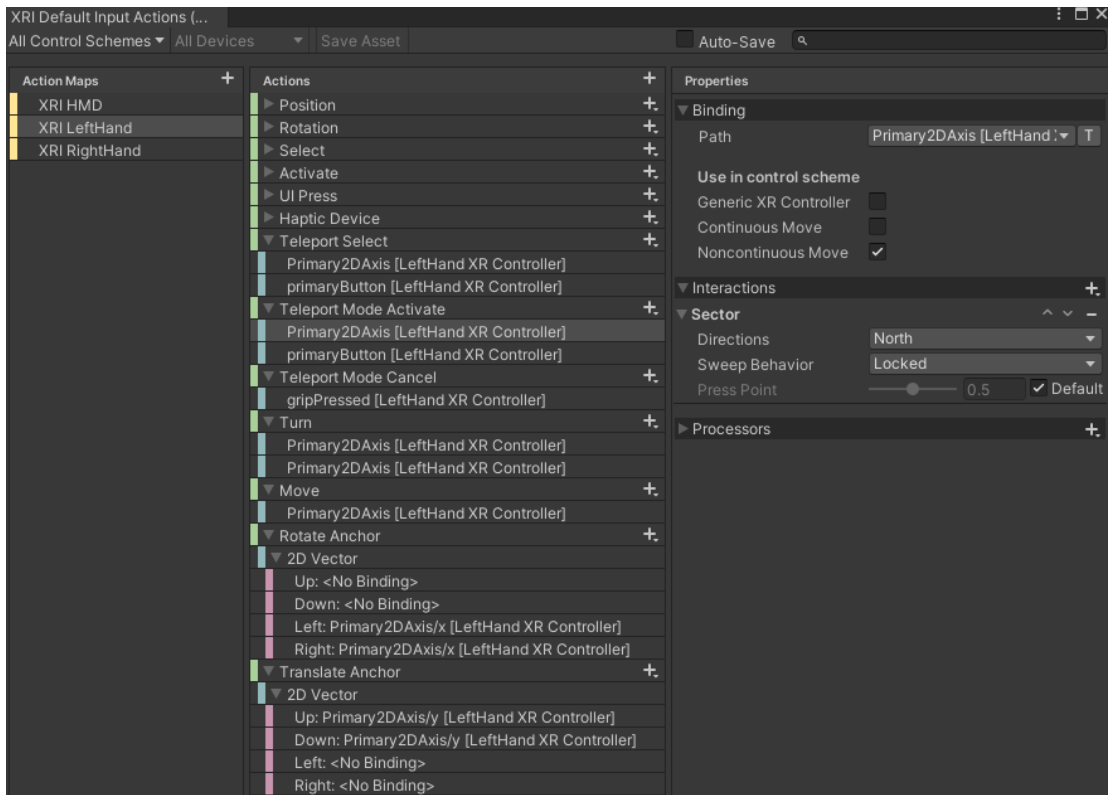 XRI Default Input Actions (...
All Control Schemes All Devices Save Asset Auto-Save
Action Maps
XRI HMD
XRI LeftHand
XRI RightHand
Actions
Position
Rotation
Select
Activate
UI Press
Haptic Device
Teleport Select
Primary2DAxis [LeftHand XR Controller]
primaryButton [LeftHand XR Controller]
Teleport Mode Activate
Primary2DAxis [LeftHand XR Controller]
primaryButton [LeftHand XR Controller]
Teleport Mode Cancel
gripPressed [LeftHand XR Controller]
Turn
Primary2DAxis [LeftHand XR Controller]
Primary2DAxis [LeftHand XR Controller]
Move
Primary2DAxis [LeftHand XR Controller]
Rotate Anchor
2D Vector
Up: <No Binding>
Down: <No Binding>
Left: Primary2DAxis/x [LeftHand XR Controller]
Right: Primary2DAxis/x [LeftHand XR Controller]
Translate Anchor
2D Vector
Up: Primary2DAxis/y [LeftHand XR Controller]
Down: Primary2DAxis/y [LeftHand XR Controller]
Left: <No Binding>
Right: <No Binding>
Properties
Binding
Path Primary2DAxis [LeftHand T
Use in control scheme
Generic XR Controller
Continuous Move
Noncontinuous Move
Interactions
Sector
Directions North
Sweep Behavior Locked
Press Point 0.5 Default
Processors